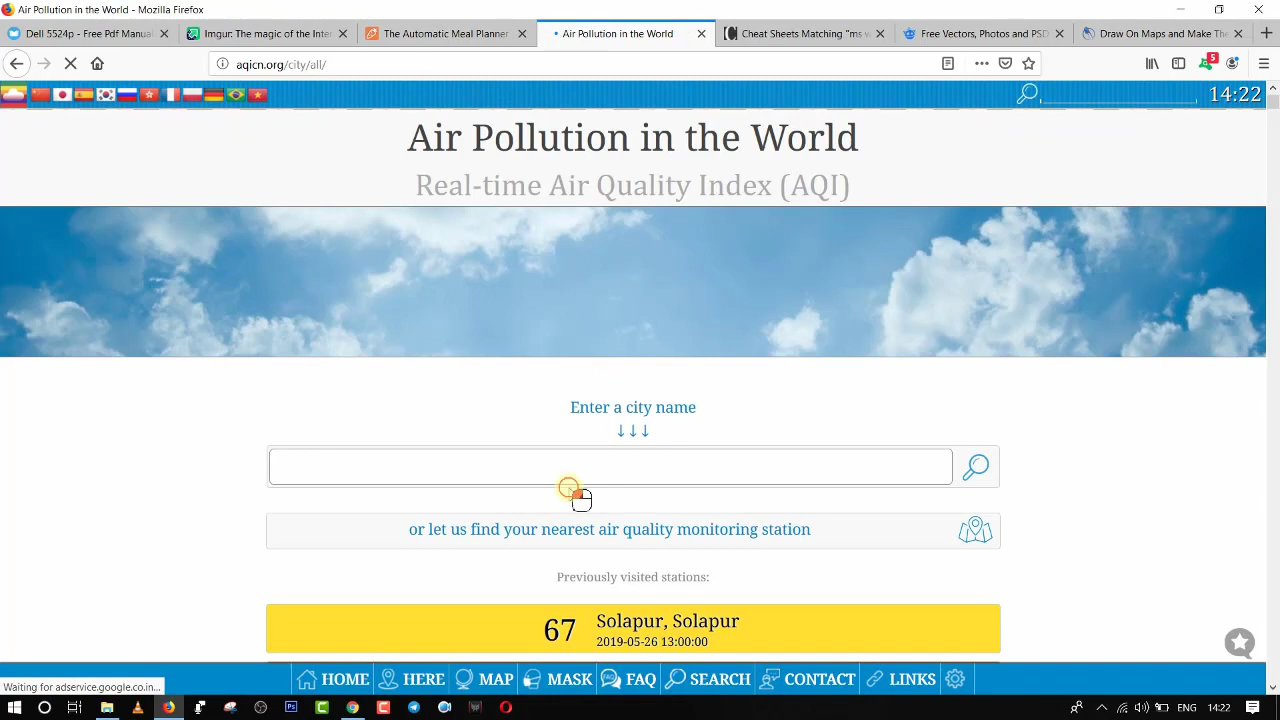 Air Pollution in the World - Mozilla Firefox
Dell 5524p - Free Pdf Manual
Imgur: The magic of the Inter
The Automatic Meal Planner
Air Pollution in the World
Cheat Sheets Matching "ms v
Free Vectors, Photos and PSD
Draw On Maps and Make The
aqicn.org/city/all/
5
14:22
Air Pollution in the World
Real-time Air Quality Index (AQI)
Enter a city name
↓↓↓
or let us find your nearest air quality monitoring station
Previously visited stations:
67 Solapur, Solapur
2019-05-26 13:00:00
HOME HERE MAP MASK FAQ SEARCH CONTACT LINKS
Waiting for adservice.google.co.in...
ENG 14:22